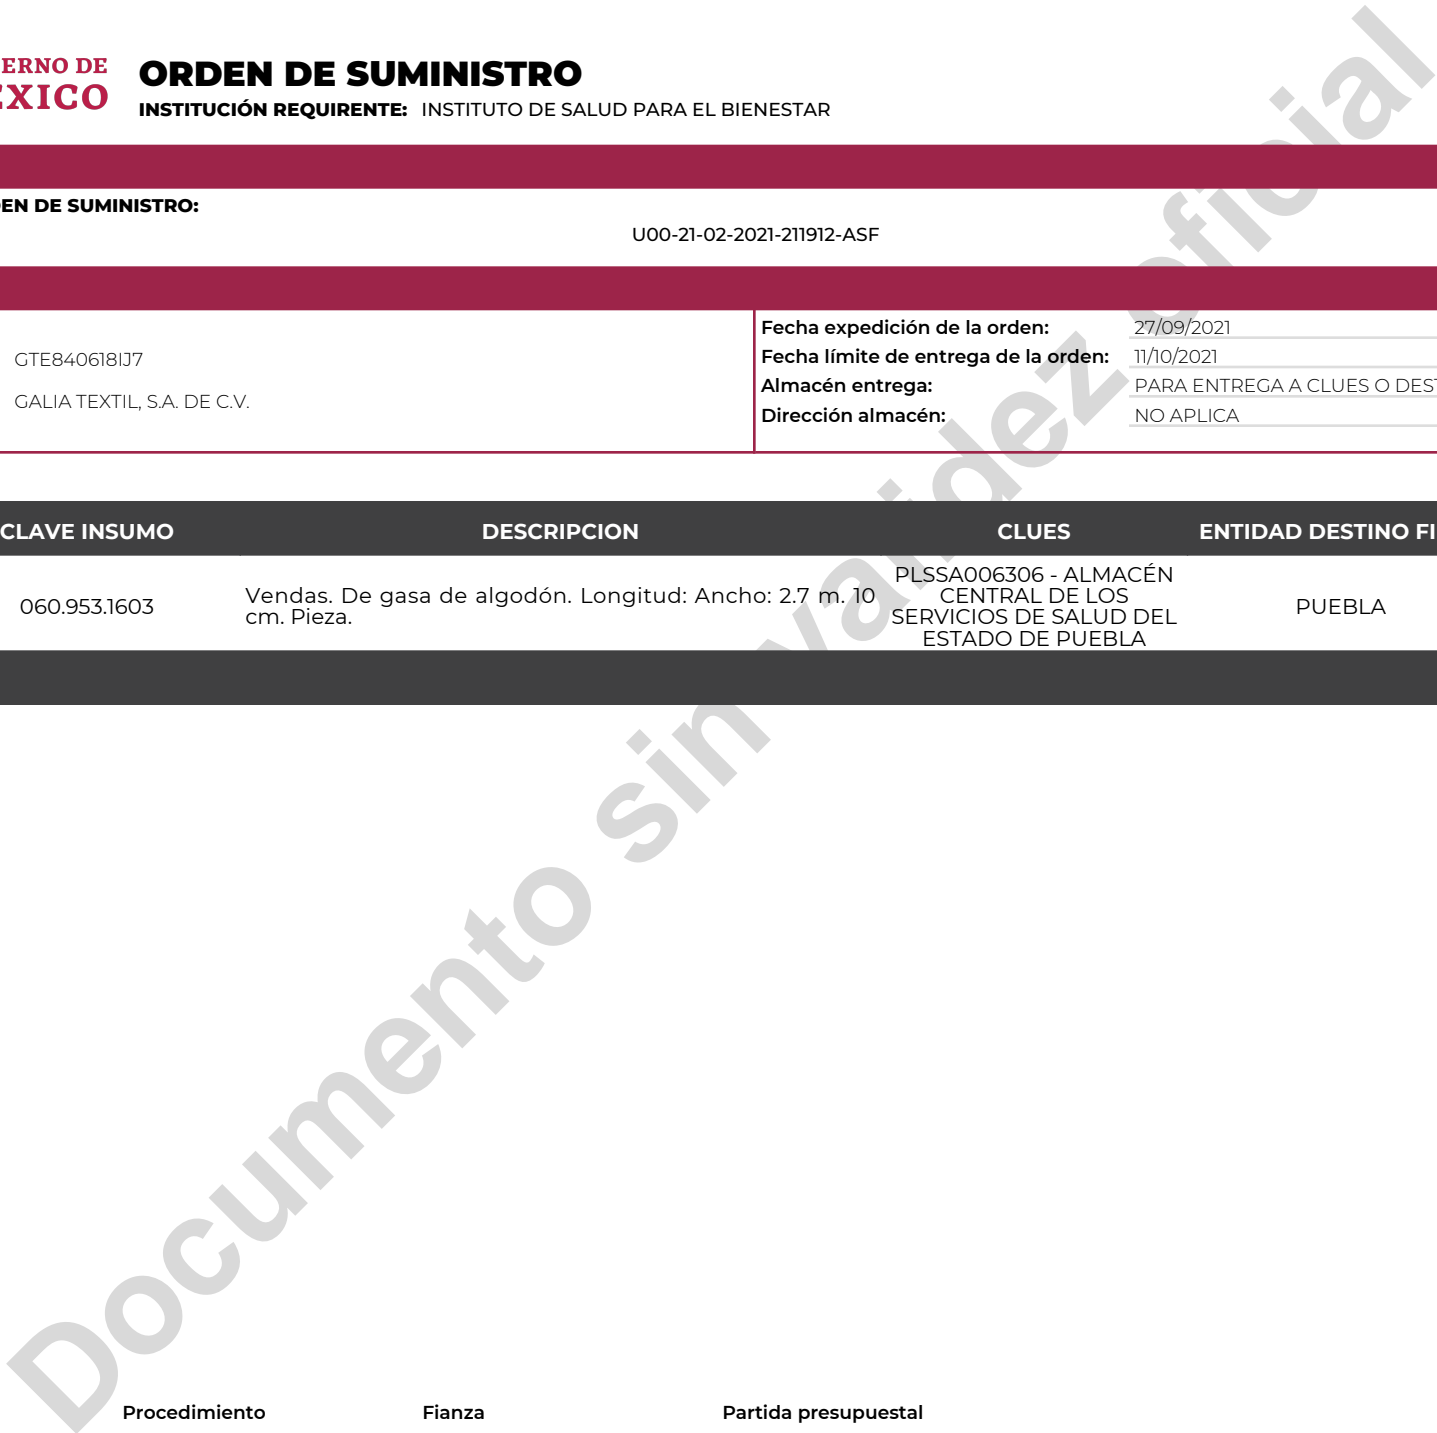 ERNO DE
ORDEN DE SUMINISTRO
EXICO
INSTITUCIÓN REQUIRENTE: INSTITUTO DE SALUD PARA EL BIENESTAR
EN DE SUMINISTRO:
U00-21-02-2021-211912-ASF
GTE840618IJ7
GALIA TEXTIL, S.A. DE C.V.
Fecha expedición de la orden: 27/09/2021
Fecha límite de entrega de la orden: 11/10/2021
Almacén entrega: PARA ENTREGA A CLUES O DEST
Dirección almacén: NO APLICA
CLAVE INSUMO DESCRIPCION CLUES ENTIDAD DESTINO FI
060.953.1603
Vendas. De gasa de algodón. Longitud: Ancho: 2.7 m. 10
cm. Pieza.
PLSSA006306 - ALMACÉN
CENTRAL DE LOS
SERVICIOS DE SALUD DEL
ESTADO DE PUEBLA
PUEBLA
Documento sin validez oficial
Procedimiento Fianza Partida presupuestal